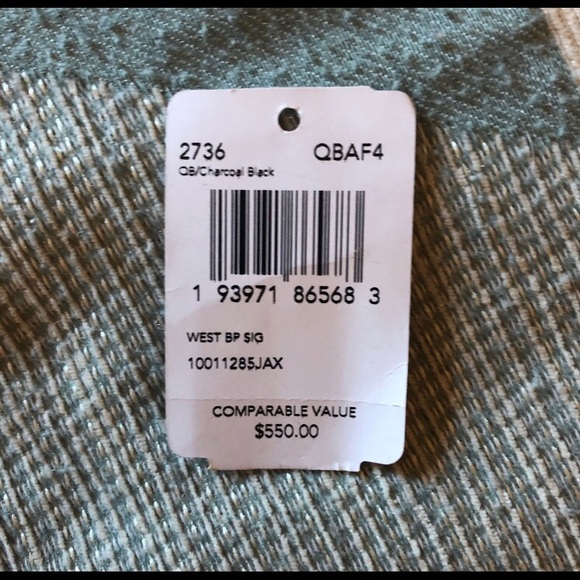 2736 QBAF4
QB/Charcoal Black
1 93971 86568 3
WEST BP SIG
10011285JAX
COMPARABLE VALUE
$550.00